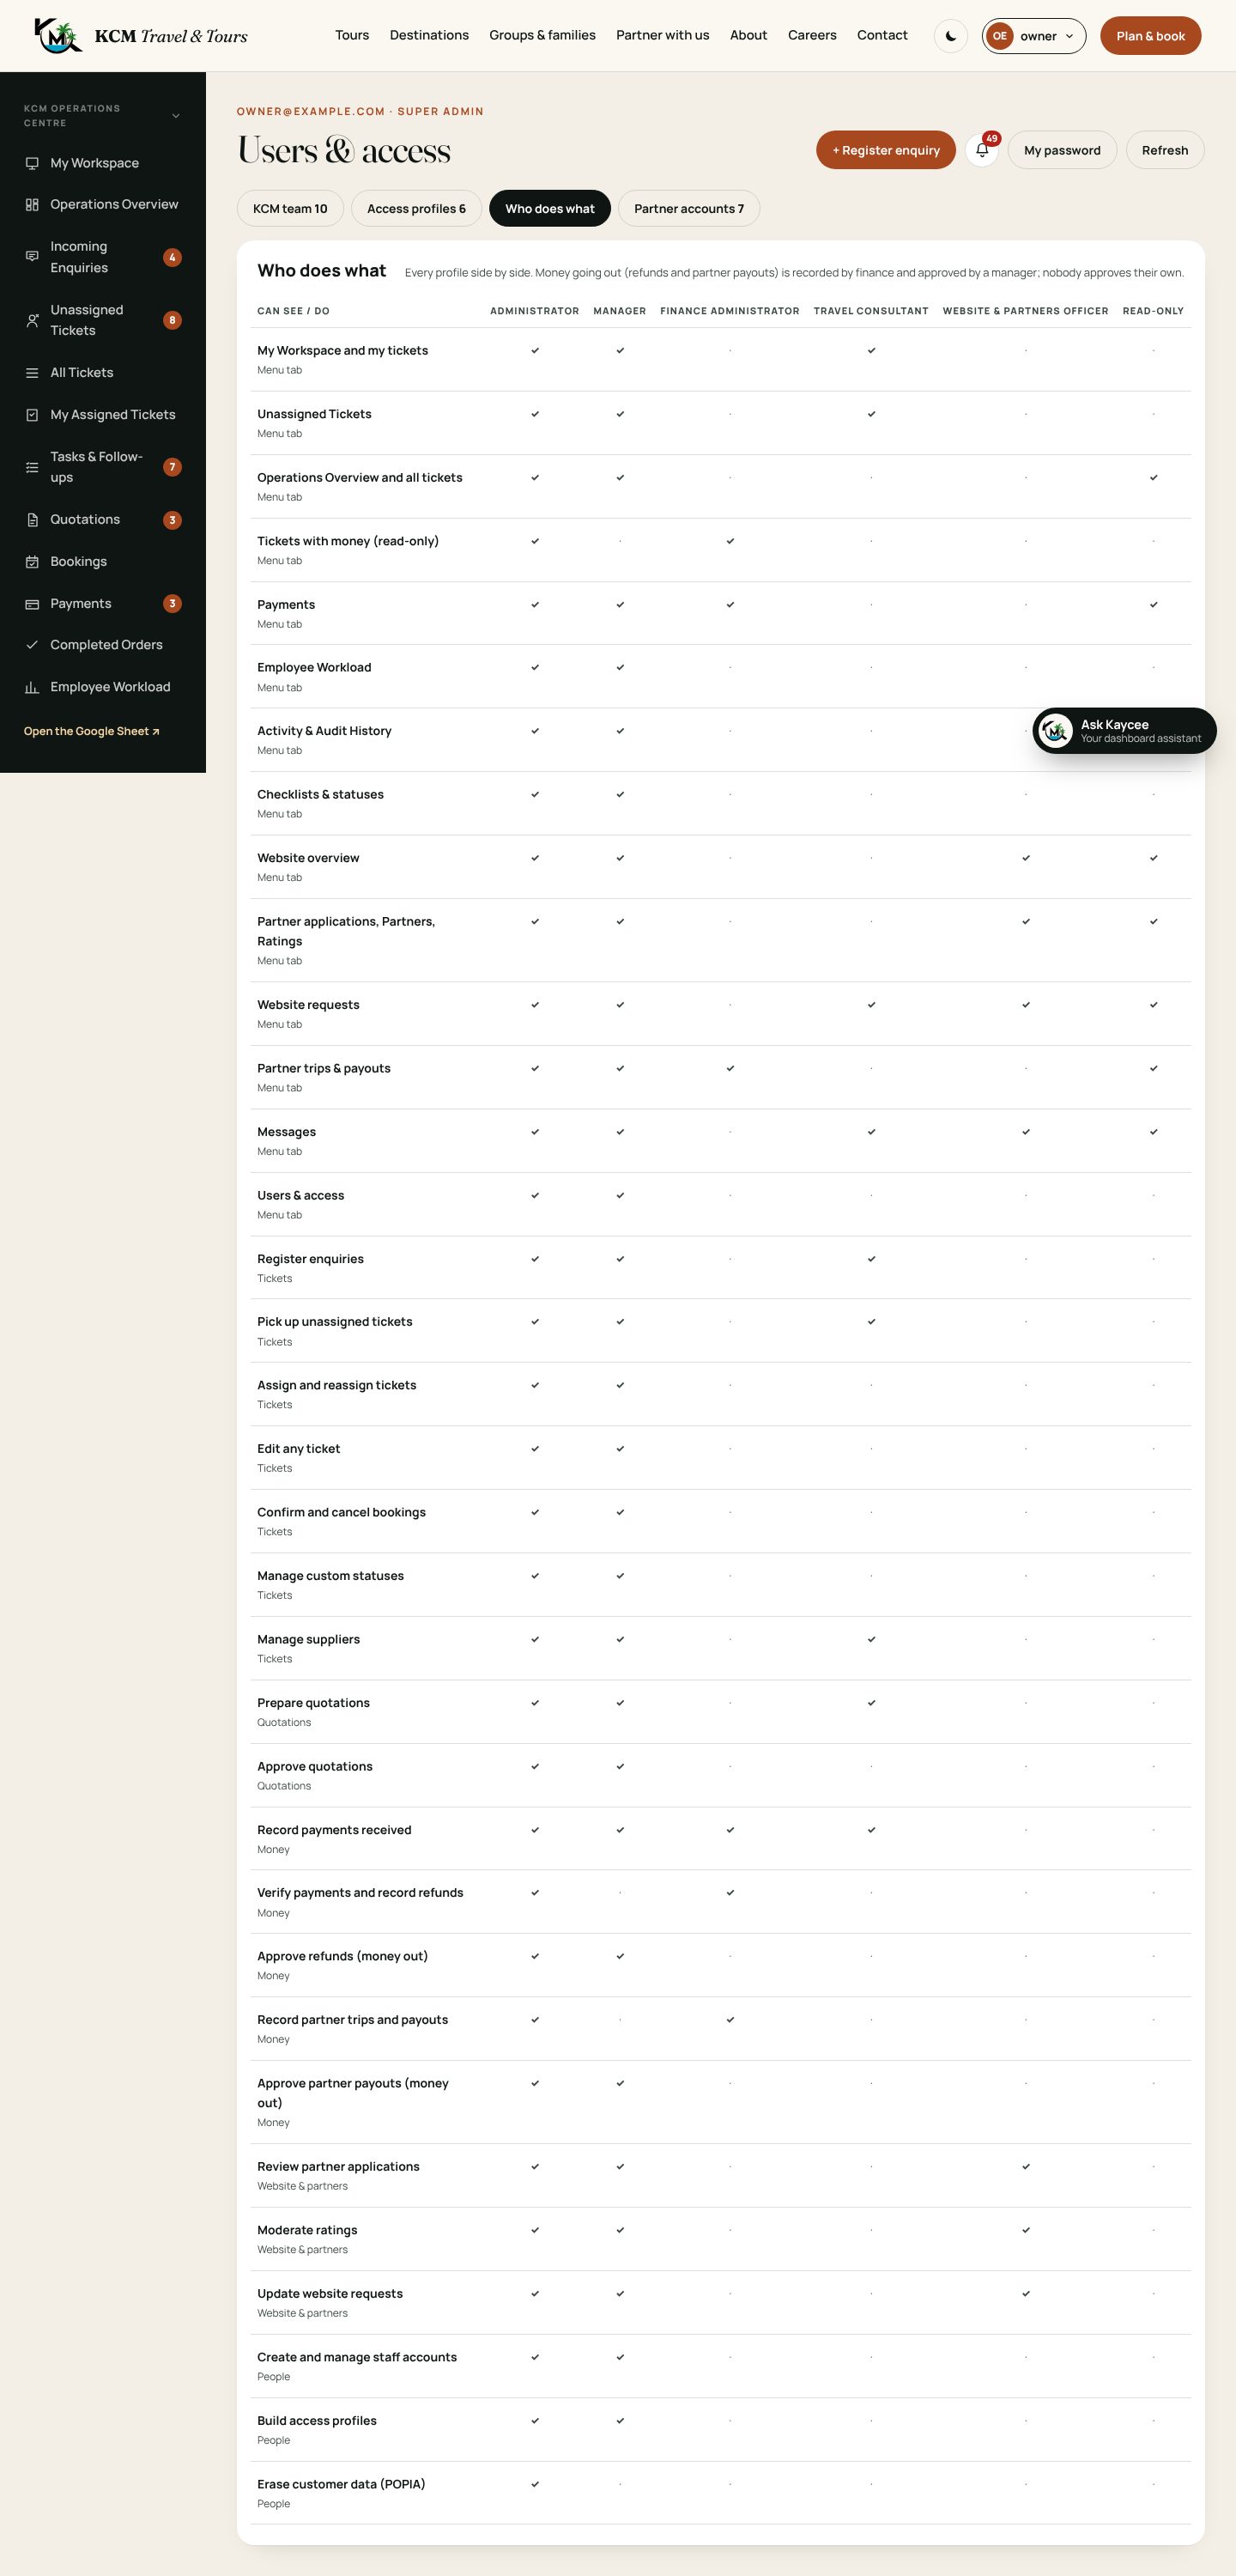 KCM Travel & Tours
Tours
Destinations
Groups & families
Partner with us
About
Careers
Contact
OE
owner
Plan & book
KCM OPERATIONS
CENTRE
My Workspace
Operations Overview
Incoming
Enquiries
4
Unassigned
Tickets
8
All Tickets
My Assigned Tickets
Tasks & Follow-
ups
7
Quotations
3
Bookings
Payments
3
Completed Orders
Employee Workload
Open the Google Sheet ↗
OWNER@EXAMPLE.COM · SUPER ADMIN
Users & access
+ Register enquiry
49
My password
Refresh
KCM team 10
Access profiles 6
Who does what
Partner accounts 7
Who does what
Every profile side by side. Money going out (refunds and partner payouts) is recorded by finance and approved by a manager; nobody approves their own.
CAN SEE / DO ADMINISTRATOR MANAGER FINANCE ADMINISTRATOR TRAVEL CONSULTANT WEBSITE & PARTNERS OFFICER READ-ONLY
My Workspace and my tickets ✓ ✓ · ✓ · ·
Menu tab
Unassigned Tickets ✓ ✓ · ✓ · ·
Menu tab
Operations Overview and all tickets ✓ ✓ · · · ✓
Menu tab
Tickets with money (read-only) ✓ · ✓ · · ·
Menu tab
Payments ✓ ✓ ✓ · · ✓
Menu tab
Employee Workload ✓ ✓ · · · ·
Menu tab
Activity & Audit History ✓ ✓ · · ·
Menu tab
Ask Kaycee
Your dashboard assistant
Checklists & statuses ✓ ✓ · · · ·
Menu tab
Website overview ✓ ✓ · · ✓ ✓
Menu tab
Partner applications, Partners, ✓ ✓ · · ✓ ✓
Ratings
Menu tab
Website requests ✓ ✓ · ✓ ✓ ✓
Menu tab
Partner trips & payouts ✓ ✓ ✓ · · ✓
Menu tab
Messages ✓ ✓ · ✓ ✓ ✓
Menu tab
Users & access ✓ ✓ · · · ·
Menu tab
Register enquiries ✓ ✓ · ✓ · ·
Tickets
Pick up unassigned tickets ✓ ✓ · ✓ · ·
Tickets
Assign and reassign tickets ✓ ✓ · · · ·
Tickets
Edit any ticket ✓ ✓ · · · ·
Tickets
Confirm and cancel bookings ✓ ✓ · · · ·
Tickets
Manage custom statuses ✓ ✓ · · · ·
Tickets
Manage suppliers ✓ ✓ · ✓ · ·
Tickets
Prepare quotations ✓ ✓ · ✓ · ·
Quotations
Approve quotations ✓ ✓ · · · ·
Quotations
Record payments received ✓ ✓ ✓ ✓ · ·
Money
Verify payments and record refunds ✓ · ✓ · · ·
Money
Approve refunds (money out) ✓ ✓ · · · ·
Money
Record partner trips and payouts ✓ · ✓ · · ·
Money
Approve partner payouts (money ✓ ✓ · · · ·
out)
Money
Review partner applications ✓ ✓ · · ✓ ·
Website & partners
Moderate ratings ✓ ✓ · · ✓ ·
Website & partners
Update website requests ✓ ✓ · · ✓ ·
Website & partners
Create and manage staff accounts ✓ ✓ · · · ·
People
Build access profiles ✓ ✓ · · · ·
People
Erase customer data (POPIA) ✓ · · · · ·
People